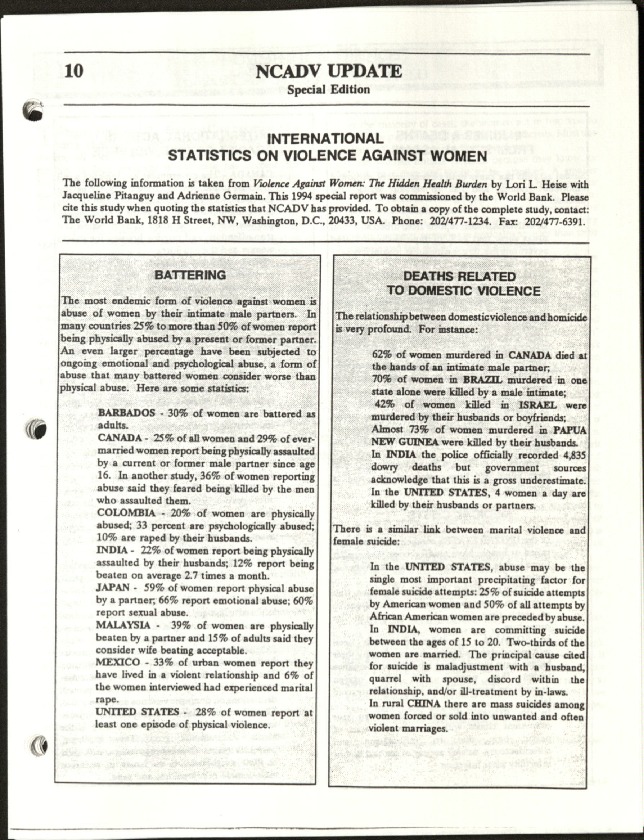 10
NCADV UPDATE
Special Edition
INTERNATIONAL
STATISTICS ON VIOLENCE AGAINST WOMEN
The following information is taken from Violence Against Women: The Hidden Health Burden by Lori L. Heise with
Jacqueline Pitanguy and Adrienne Germain. This 1994 special report was commissioned by the World Bank. Please
cite this study when quoting the statistics that NCADV has provided. To obtain a copy of the complete study, contact:
The World Bank, 1818 H Street, NW, Washington, D.C., 20433, USA. Phone: 202/477-1234. Fax: 202/477-6391.
BATTERING
The most endemic form of violence against women is
abuse of women by their intimate male partners. In
many countries 25% to more than 50% of women report
being physically abused by a present or former partner.
An even larger percentage have been subjected to
ongoing emotional and psychological abuse, a form of
abuse that many battered women consider worse than
physical abuse. Here are some statistics:
BARBADOS - 30% of women are battered as
adults.
CANADA - 25% of all women and 29% of ever-
married women report being physically assaulted
by a current or former male partner since age
16. In another study, 36% of women reporting
abuse said they feared being killed by the men
who assaulted them.
COLOMBIA - 20% of women are physically
abused; 33 percent are psychologically abused;
10% are raped by their husbands.
INDIA - 22% of women report being physically
assaulted by their husbands; 12% report being
beaten on average 2.7 times a month.
JAPAN - 59% of women report physical abuse
by a partner; 66% report emotional abuse; 60%
report sexual abuse.
MALAYSIA - 39% of women are physically
beaten by a partner and 15% of adults said they
consider wife beating acceptable.
MEXICO - 33% of urban women report they
have lived in a violent relationship and 6% of
the women interviewed had experienced marital
rape.
UNITED STATES - 28% of women report at
least one episode of physical violence.
DEATHS RELATED
TO DOMESTIC VIOLENCE
The relationship between domestic violence and homicide
is very profound. For instance:
62% of women murdered in CANADA died at
the hands of an intimate male partner;
70% of women in BRAZIL murdered in one
state alone were killed by a male intimate;
42% of women killed in ISRAEL were
murdered by their husbands or boyfriends;
Almost 73% of women murdered in PAPUA
NEW GUINEA were killed by their husbands.
In INDIA the police officially recorded 4,835
dowry deaths but government sources
acknowledge that this is a gross underestimate.
In the UNITED STATES, 4 women a day are
killed by their husbands or partners.
There is a similar link between marital violence and
female suicide:
In the UNITED STATES, abuse may be the
single most important precipitating factor for
female suicide attempts: 25% of suicide attempts
by American women and 50% of all attempts by
African American women are preceded by abuse.
In INDIA, women are committing suicide
between the ages of 15 to 20. Two-thirds of the
women are married. The principal cause cited
for suicide is maladjustment with a husband,
quarrel with spouse, discord within the
relationship, and/or ill-treatment by in-laws.
In rural CHINA there are mass suicides among
women forced or sold into unwanted and often
violent marriages.